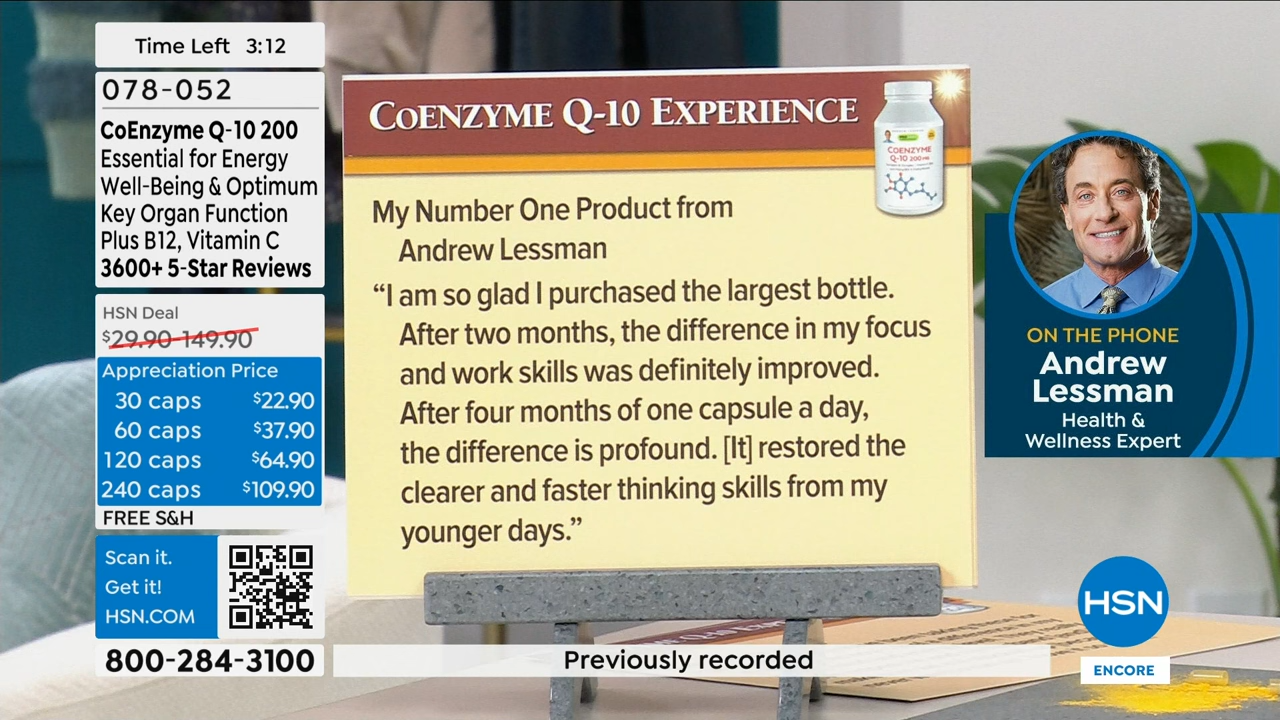 Time Left 3:12
078-052
CoEnzyme Q-10 200
Essential for Energy
Well-Being & Optimum
Key Organ Function
Plus B12, Vitamin C
3600+ 5-Star Reviews
HSN Deal
$29.90-149.90
Appreciation Price
30 caps $22.90
60 caps $37.90
120 caps $64.90
240 caps $109.90
FREE S&H
Scan it.
Get it!
HSN.COM
800-284-3100
COENZYME Q-10 EXPERIENCE
COENZYME
Q-10 200
My Number One Product from
Andrew Lessman
“I am so glad I purchased the largest bottle.
After two months, the difference in my focus
and work skills was definitely improved.
After four months of one capsule a day,
the difference is profound. [It] restored the
clearer and faster thinking skills from my
younger days.”
ON THE PHONE
Andrew
Lessman
Health &
Wellness Expert
HSN
ENCORE
Previously recorded